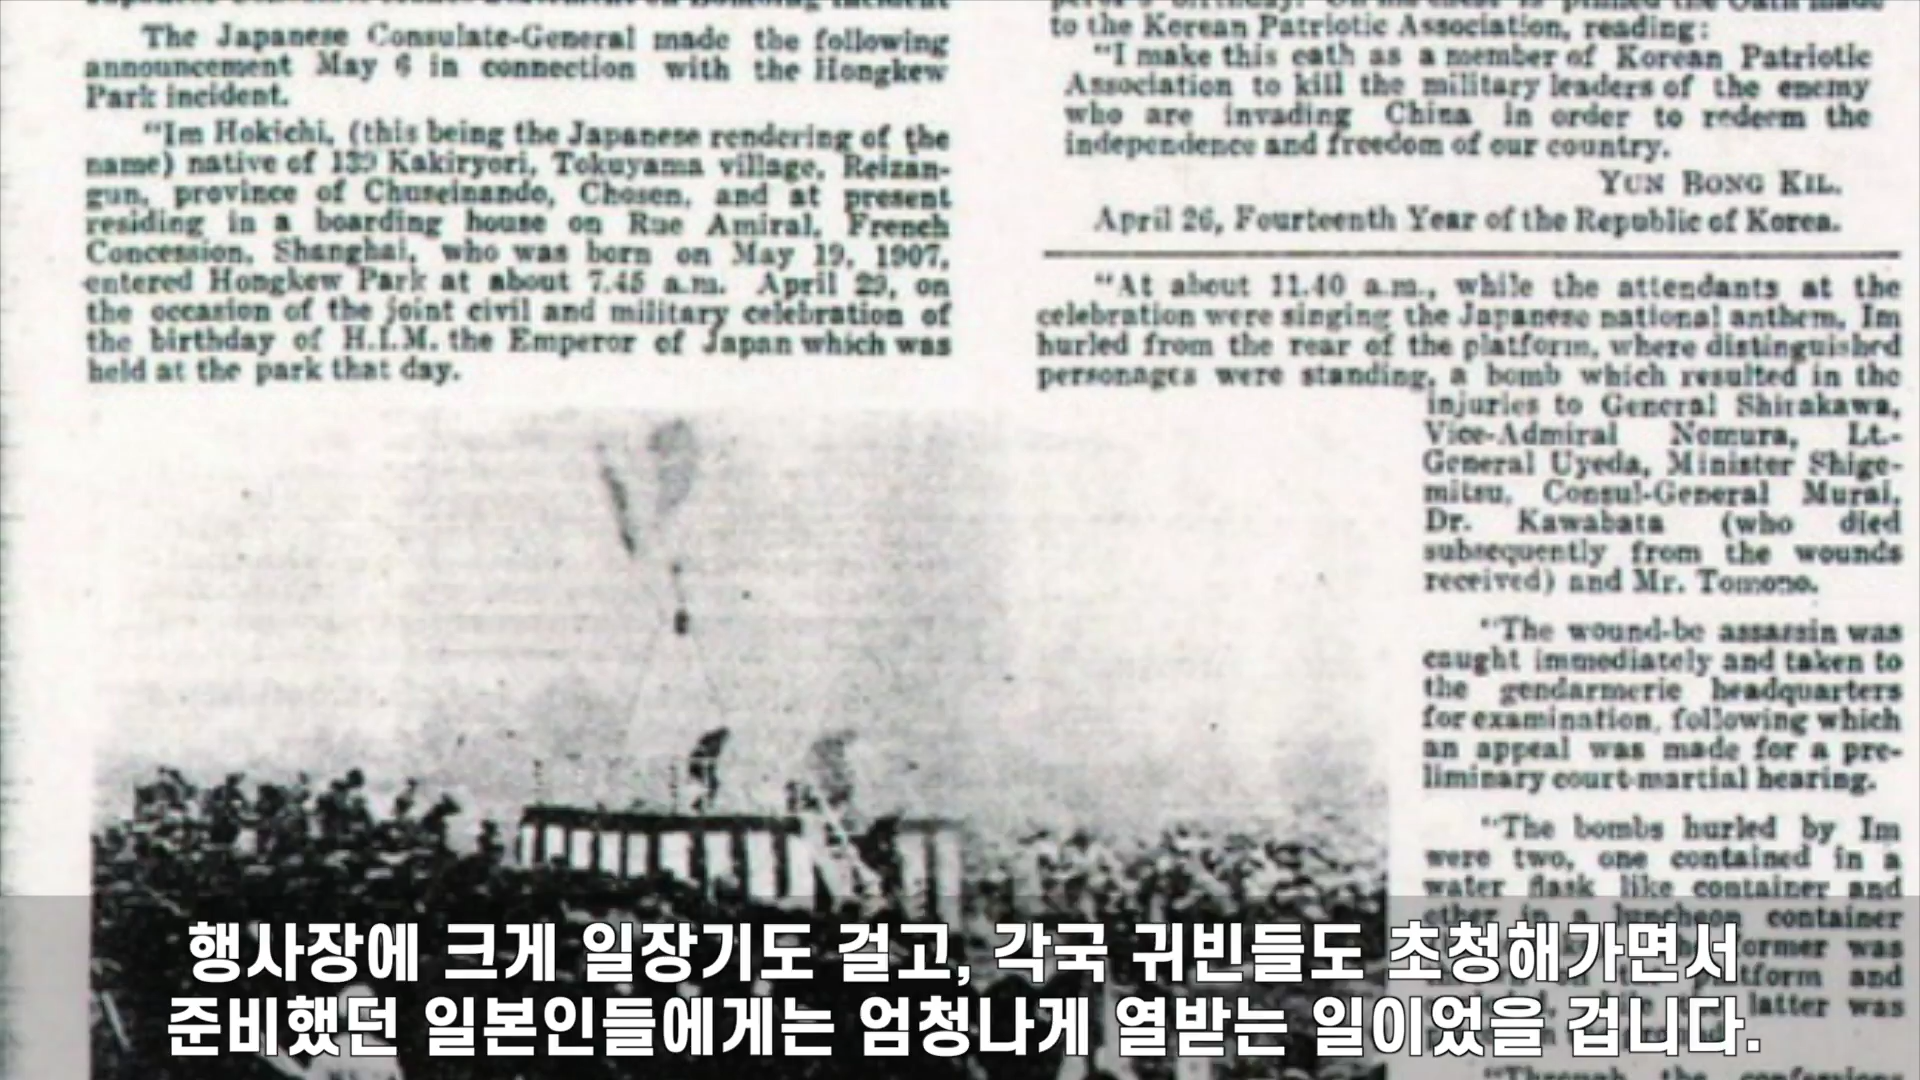 The Japanese Consulate-General made the following
announcement May 6 in connection with the Hongkew
Park incident.
"Im Hokichi, (this being the Japanese rendering of the
name) native of 139 Kakiryori, Tokuyama village, Reizan-
gun, province of Chuseinando, Chosen, and at present
residing in a boarding house on Rue Amiral, French
Concession, Shanghai, who was born on May 19, 1907,
entered Hongkew Park at about 7.45 a.m. April 29, on
the occasion of the joint civil and military celebration of
the birthday of H.I.M. the Emperor of Japan which was
held at the park that day.
to the Korean Patriotic Association, reading:
"I make this oath as a member of Korean Patriotic
Association to kill the military leaders of the enemy
who are invading China in order to redeem the
independence and freedom of our country.
YUN BONG KIL.
April 26, Fourteenth Year of the Republic of Korea.
"At about 11.40 a.m., while the attendants at the
celebration were singing the Japanese national anthem, Im
hurled from the rear of the platform, where distinguished
personages were standing, a bomb which resulted in the
injuries to General Shirakawa,
Vice-Admiral Nomura, Lt.-
General Uyeda, Minister Shige-
mitsu, Consul-General Murai,
Dr. Kawabata (who died
subsequently from the wounds
received) and Mr. Tomono.
"The wound-be assassin was
caught immediately and taken to
the gendarmerie headquarters
for examination, following which
an appeal was made for a pre-
liminary court-martial hearing.
"The bombs hurled by Im
were two, one contained in a
water flask like container and
other in a luncheon container
former was
tform and
latter was
행사장에 크게 일장기도 걸고, 각국 귀빈들도 초청해가면서
준비했던 일본인들에게는 엄청나게 열받는 일이었을 겁니다.
"Through the confessions